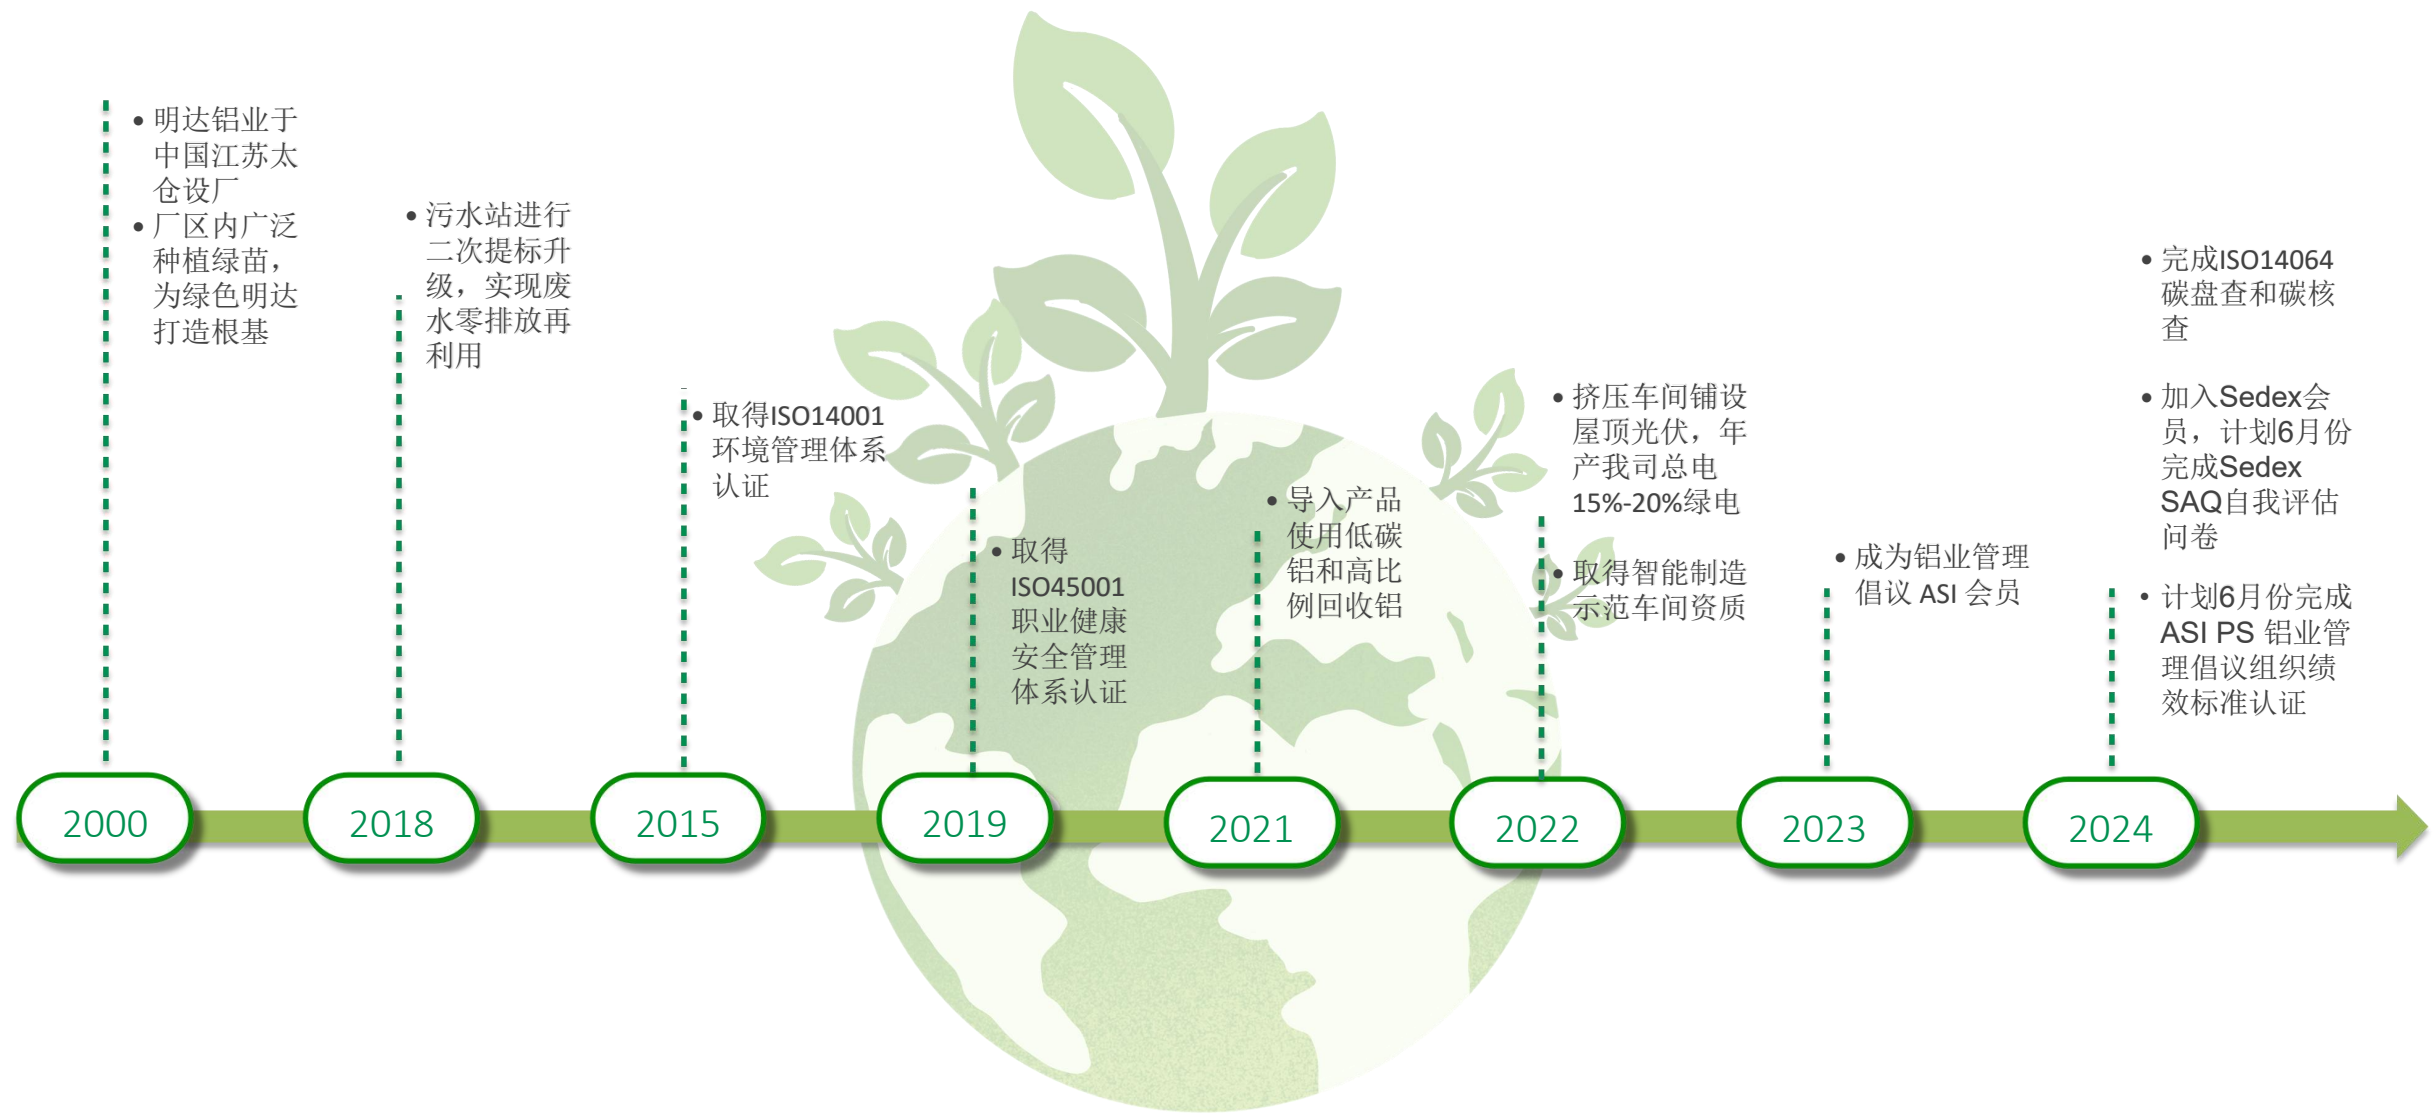 • 明达铝业于
中国江苏太
仓设厂
• 厂区内广泛
种植绿苗，
为绿色明达
打造根基
• 污水站进行
二次提标升
级，实现废
水零排放再
利用
• 取得ISO14001
环境管理体系
认证
• 取得
ISO45001
职业健康
安全管理
体系认证
• 导入产品
使用低碳
铝和高比
例回收铝
• 挤压车间铺设
屋顶光伏，年
产我司总电
15%-20%绿电
• 取得智能制造
示范车间资质
• 成为铝业管理
倡议 ASI 会员
• 完成ISO14064
碳盘查和碳核
查
• 加入Sedex会
员，计划6月份
完成Sedex
SAQ自我评估
问卷
• 计划6月份完成
ASI PS 铝业管
理倡议组织绩
效标准认证
2000
2018
2015
2019
2021
2022
2023
2024